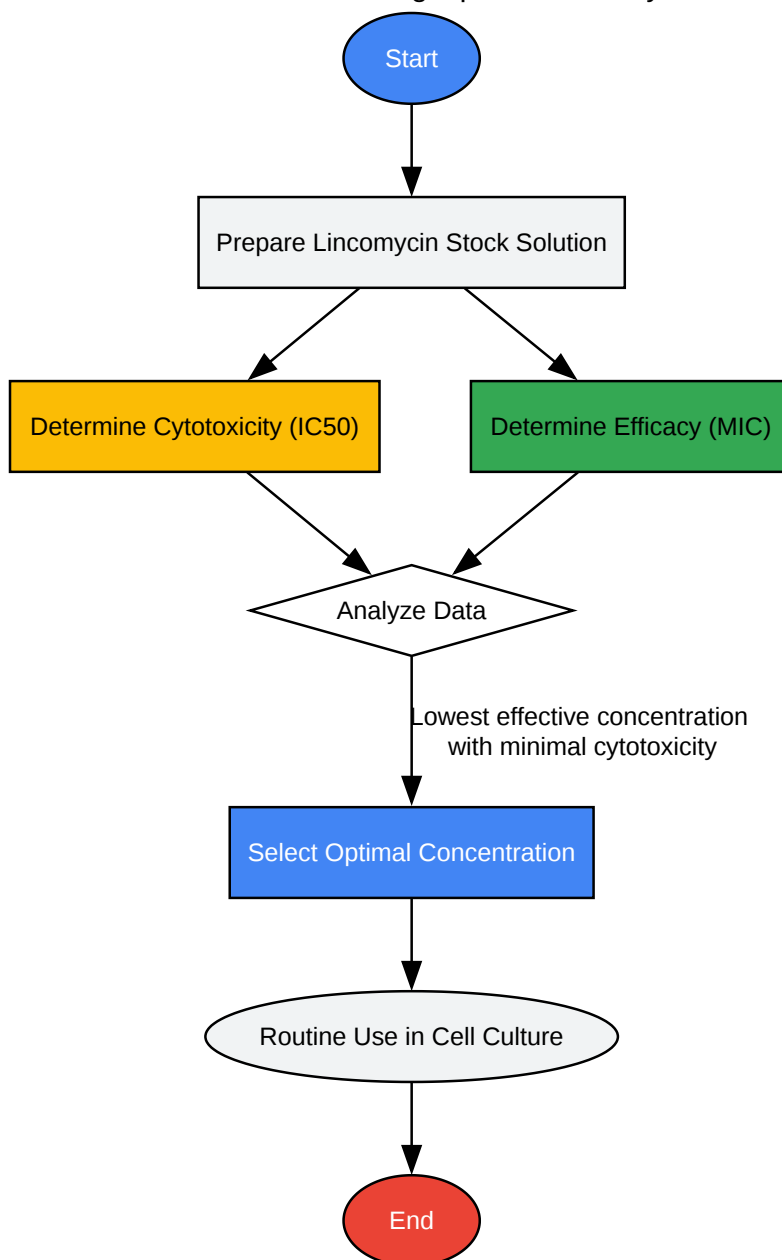 Start
Prepare Lincomycin Stock Solution
Determine Cytotoxicity (IC50)
Determine Efficacy (MIC)
Analyze Data
Lowest effective concentration
with minimal cytotoxicity
Select Optimal Concentration
Routine Use in Cell Culture
End